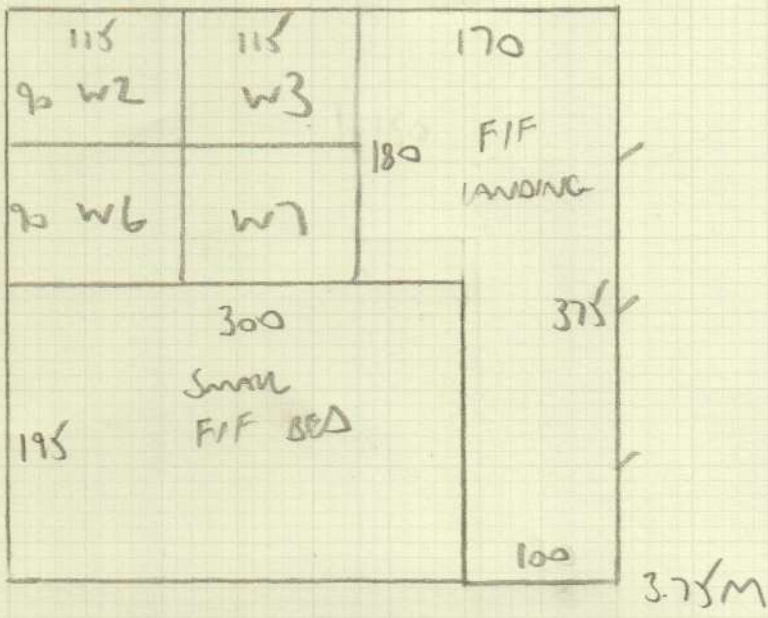 115 115 170
90 W2 W3
F/F
180
LANDING
90 W6 W7
300 375
SMALL
F/F BED
195
100
3.75M